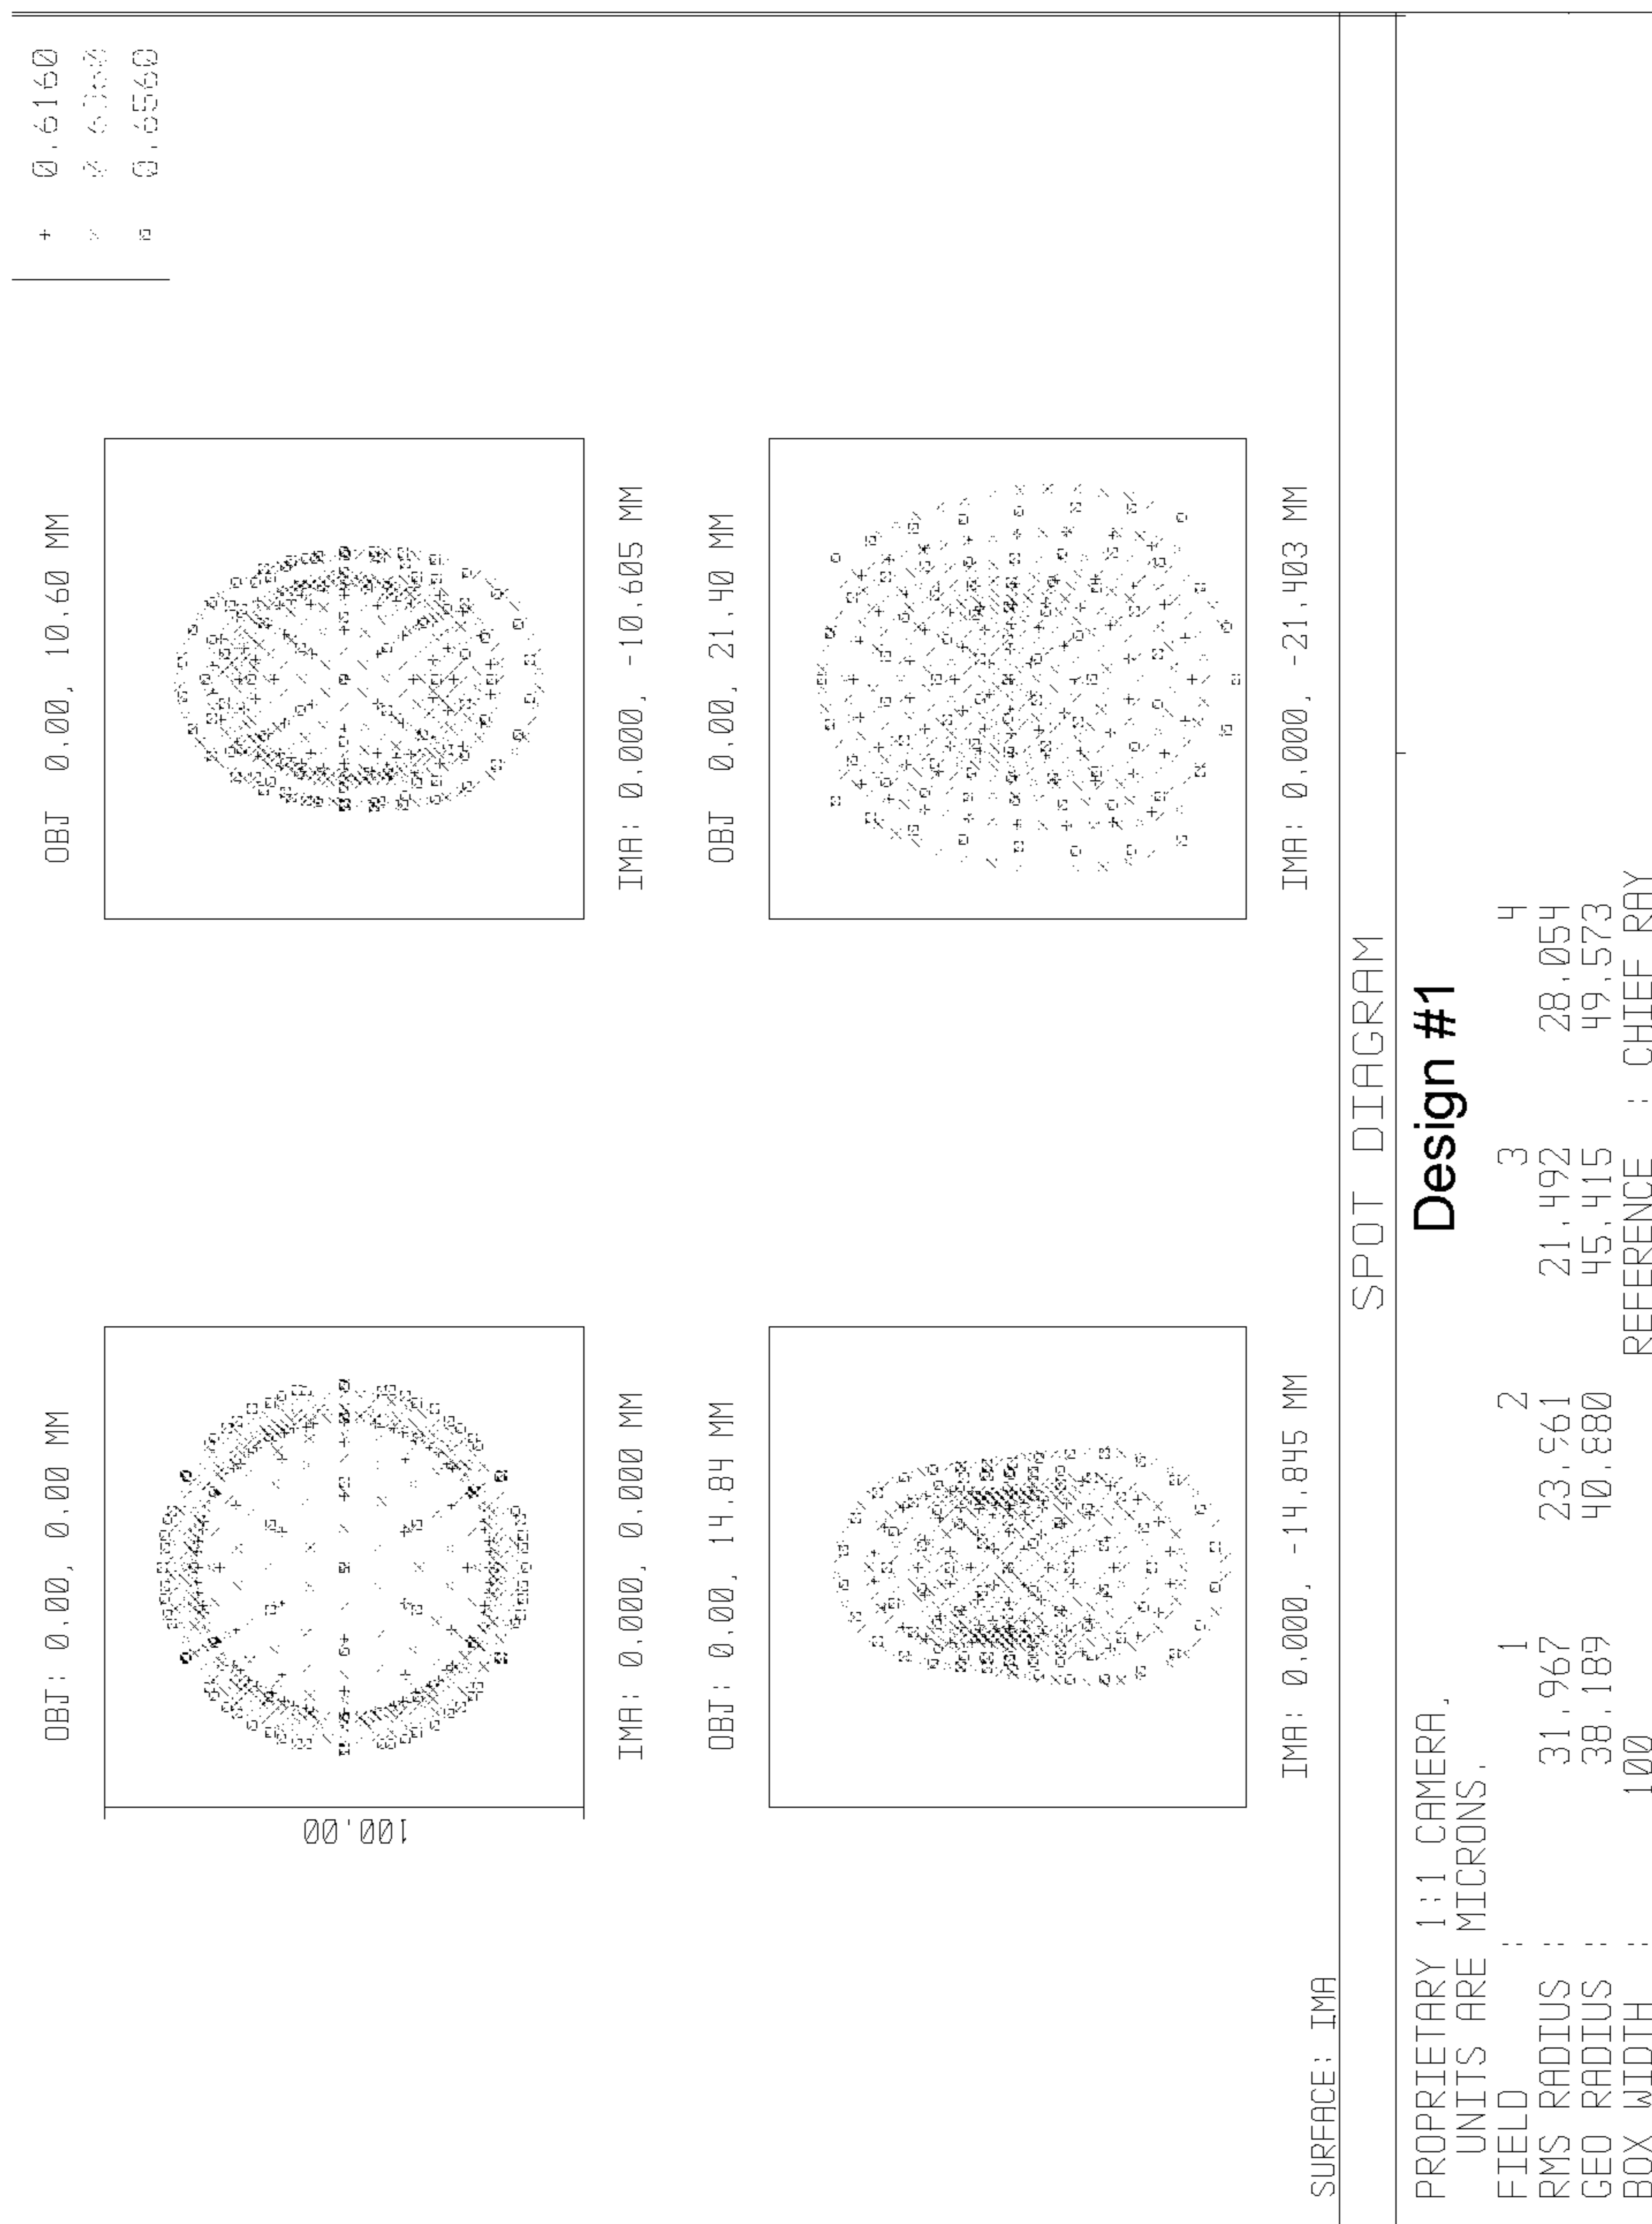 + 0.6160
0.6560
OBJ: 0.00, 0.00 MM
OBJ 0.00, 10.60 MM
100.00
IMA: 0.000, 0.000 MM
IMA: 0.000, -10.605 MM
OBJ: 0.00, 14.84 MM
OBJ 0.00, 21.40 MM
IMA: 0.000, -14.845 MM
IMA: 0.000, -21.403 MM
SURFACE: IMA
SPOT DIAGRAM
Design #1
PROPRIETARY 1:1 CAMERA.
UNITS ARE MICRONS.
FIELD : 1 2 3 4
RMS RADIUS : 31.967 23.961 21.492 28.054
GEO RADIUS : 38.189 40.880 45.415 49.573
BOX WIDTH : 100 REFERENCE : CHIEF RAY